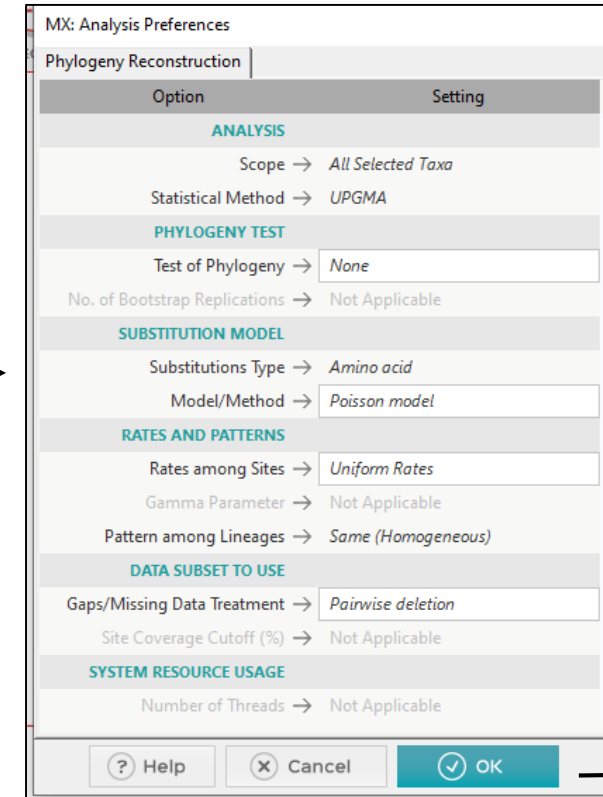 MX: Analysis Preferences
Phylogeny Reconstruction
Option Setting
ANALYSIS
Scope → All Selected Taxa
Statistical Method → UPGMA
PHYLOGENY TEST
Test of Phylogeny → None
No. of Bootstrap Replications → Not Applicable
SUBSTITUTION MODEL
Substitutions Type → Amino acid
Model/Method → Poisson model
RATES AND PATTERNS
Rates among Sites → Uniform Rates
Gamma Parameter → Not Applicable
Pattern among Lineages → Same (Homogeneous)
DATA SUBSET TO USE
Gaps/Missing Data Treatment → Pairwise deletion
Site Coverage Cutoff (%) → Not Applicable
SYSTEM RESOURCE USAGE
Number of Threads → Not Applicable
? Help X Cancel ✓ OK